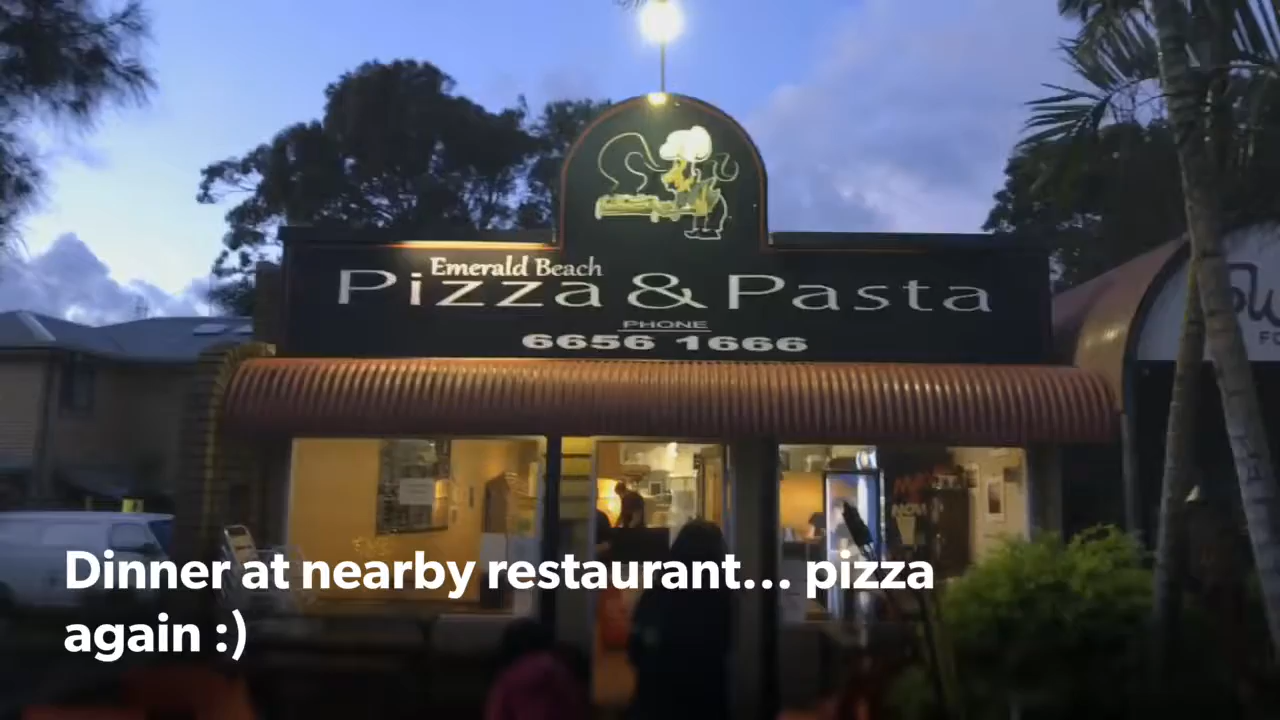 Emerald Beach
Pizza & Pasta
PHONE
6656 1666
Dinner at nearby restaurant... pizza
again :)